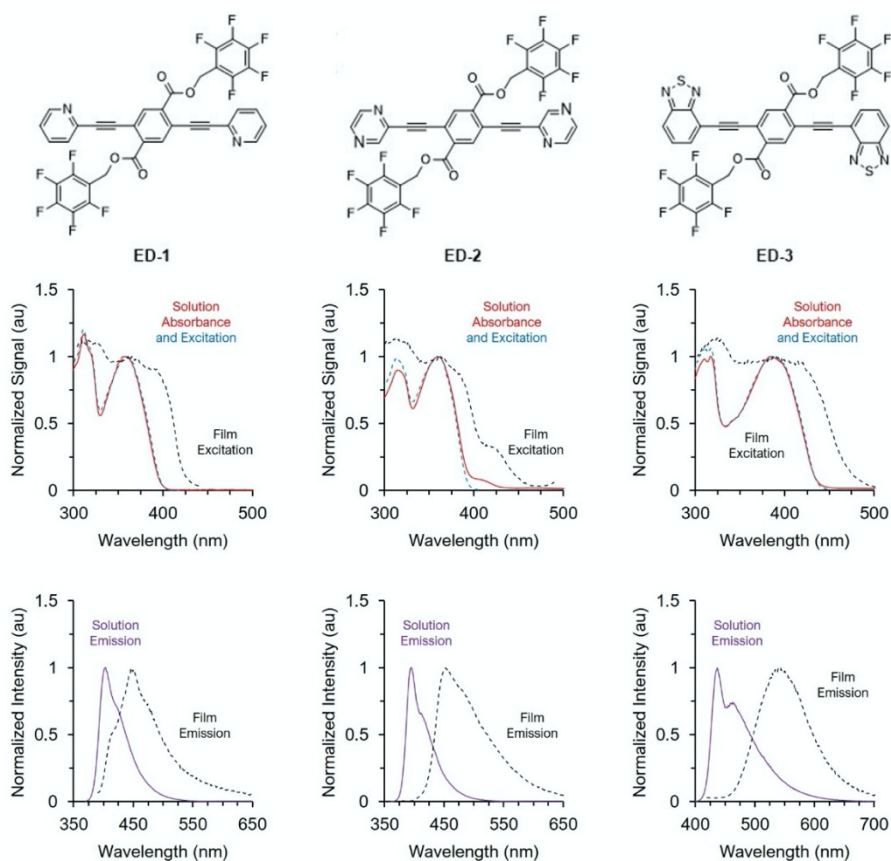 F F F F F
N O O
O O N
F F F F F
ED-1
F F F F F
N N O O
O O N N
F F F F F
ED-2
F F F F F
N S N O O
O O N S N
F F F F F
ED-3
Normalized Signal (au)
1.5
1
0.5
0
300 400 500
Wavelength (nm)
Solution
Absorbance
and Excitation
Film
Excitation
Normalized Signal (au)
1.5
1
0.5
0
300 400 500
Wavelength (nm)
Solution
Absorbance
and Excitation
Film
Excitation
Normalized Signal (au)
1.5
1
0.5
0
300 400 500
Wavelength (nm)
Solution
Absorbance
and Excitation
Film
Excitation
Normalized Intensity (au)
1.5
1
0.5
0
350 450 550 650
Wavelength (nm)
Solution
Emission
Film
Emission
Normalized Intensity (au)
1.5
1
0.5
0
350 450 550 650
Wavelength (nm)
Solution
Emission
Film
Emission
Normalized Intensity (au)
1.5
1
0.5
0
400 500 600 700
Wavelength (nm)
Solution
Emission
Film
Emission